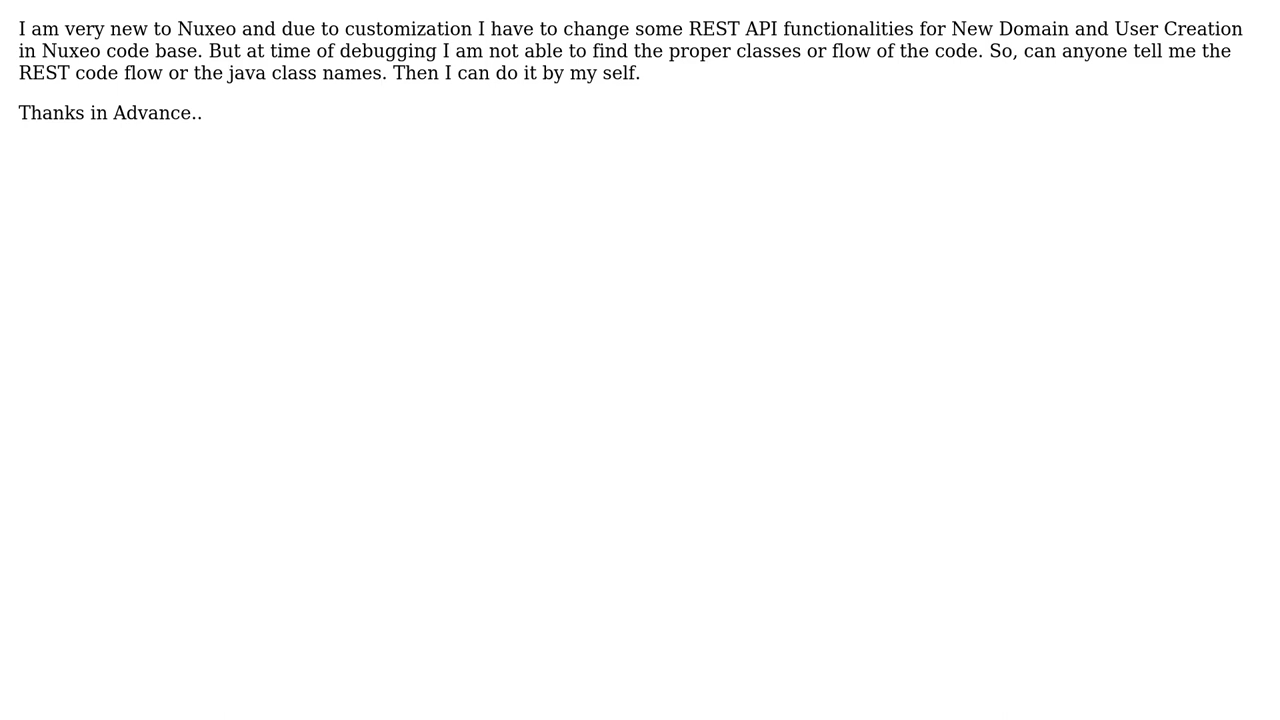 I am very new to Nuxeo and due to customization I have to change some REST API functionalities for New Domain and User Creation
in Nuxeo code base. But at time of debugging I am not able to find the proper classes or flow of the code. So, can anyone tell me the
REST code flow or the java class names. Then I can do it by my self.
Thanks in Advance..